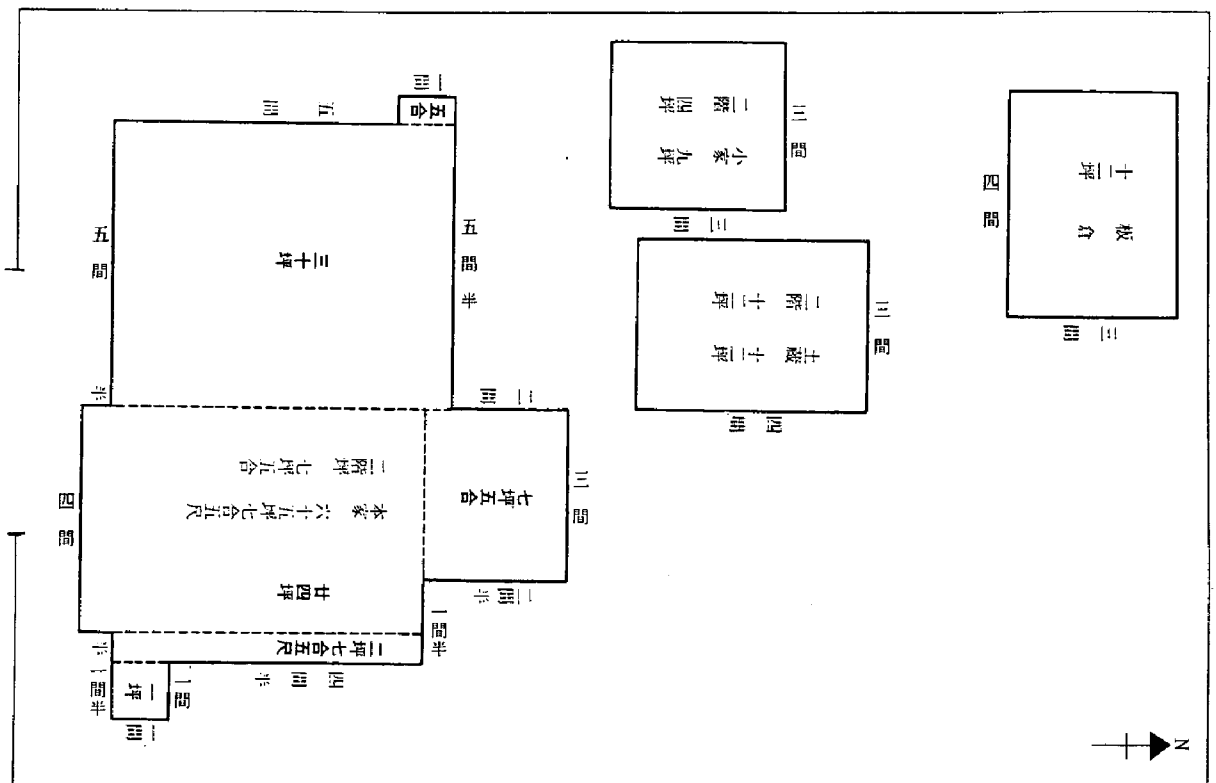 一間
五合
五間
五間
五間半
三十坪
半
小家 九坪
二階 四坪
三間
三間
土藏 十二坪
二階 十二坪
三間
四間
板倉
十二坪
四間
三間
二間
七坪五合
三間
二間半
本家 六十五坪七合五尺
二階坪 七坪五合
廿四坪
四間
一間半
二坪七合五尺
半
四間半
一坪
一間
一間半
一間
N